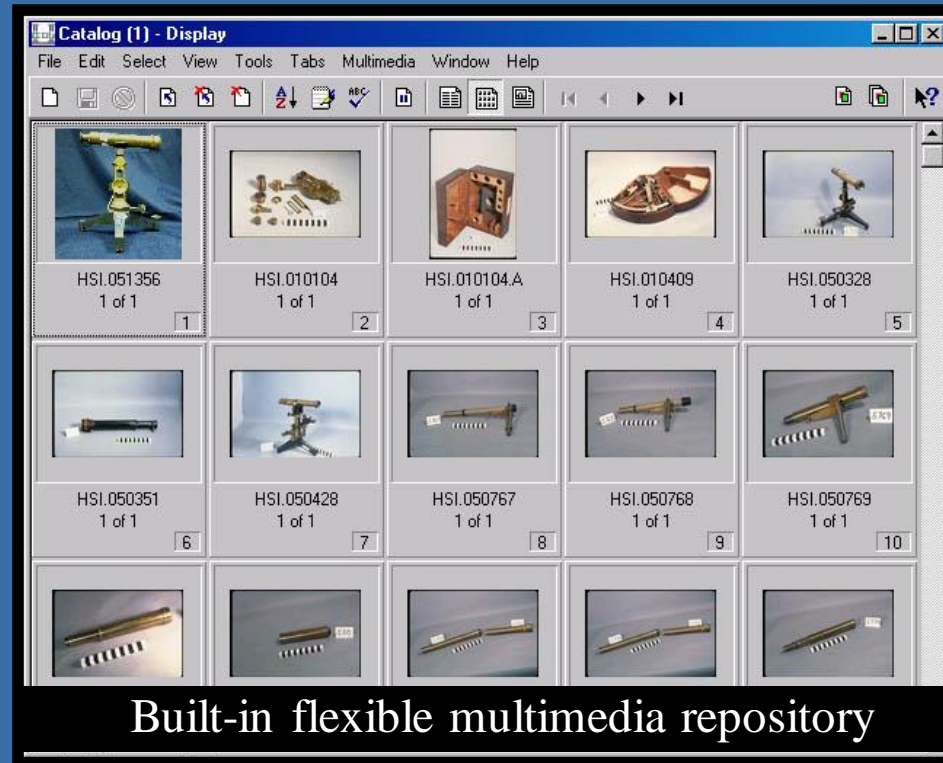 Catalog (1) - Display
File Edit Select View Tools Tabs Multimedia Window Help
HSI.051356 HSI.010104 HSI.010104.A HSI.010409 HSI.050328
1 of 1 1 of 1 1 of 1 1 of 1 1 of 1
1 2 3 4 5
HSI.050351 HSI.050428 HSI.050767 HSI.050768 HSI.050769
1 of 1 1 of 1 1 of 1 1 of 1 1 of 1
6 7 8 9 10
Built-in flexible multimedia repository